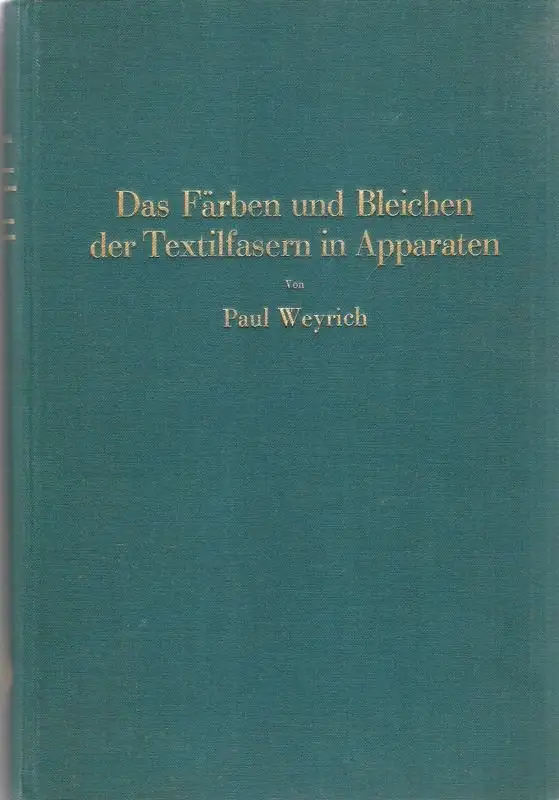 Das Färben und Bleichen
der Textilfasern in Apparaten
Von
Paul Weyrich